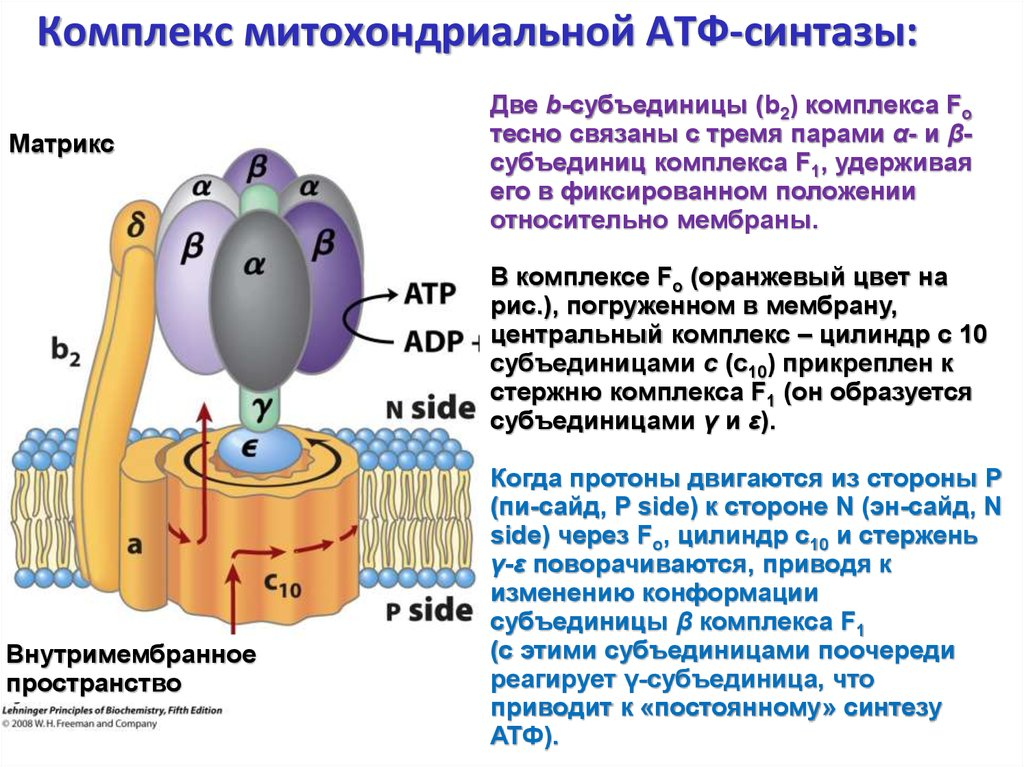 Комплекс митохондриальной АТФ-синтазы:
Матрикс
β
α
α
δ
β
β
α
ATP
ADP +
b₂
γ
N side
ϵ
a
c₁₀
P side
Внутримембранное
пространство
Lehninger Principles of Biochemistry, Fifth Edition
© 2008 W. H. Freeman and Company
Две b-субъединицы (b₂) комплекса Fₒ
тесно связаны с тремя парами α- и β-
субъединиц комплекса F₁, удерживая
его в фиксированном положении
относительно мембраны.
В комплексе Fₒ (оранжевый цвет на
рис.), погруженном в мембрану,
центральный комплекс – цилиндр с 10
субъединицами с (с₁₀) прикреплен к
стержню комплекса F₁ (он образуется
субъединицами γ и ε).
Когда протоны двигаются из стороны P
(пи-сайд, P side) к стороне N (эн-сайд, N
side) через Fₒ, цилиндр с₁₀ и стержень
γ-ε поворачиваются, приводя к
изменению конформации
субъединицы β комплекса F₁
(с этими субъединицами поочереди
реагирует γ-субъединица, что
приводит к «постоянному» синтезу
АТФ).